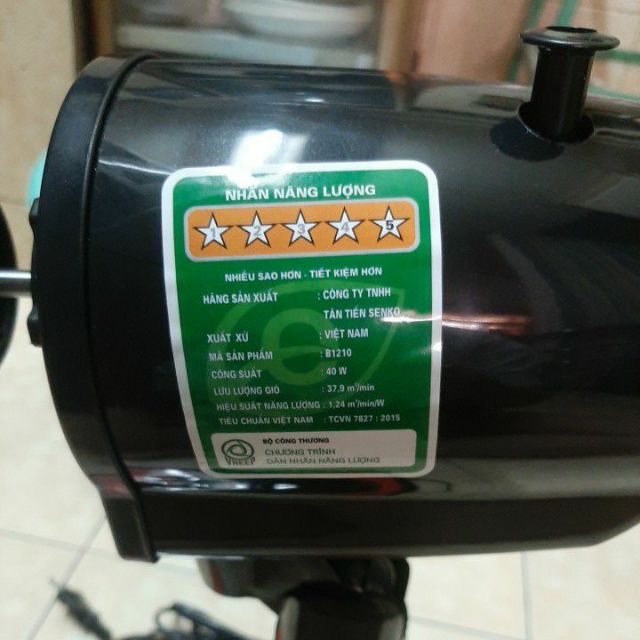 NHÃN NĂNG LƯỢNG
1 2 3 4 5
NHIỀU SAO HƠN - TIẾT KIỆM HƠN
HÃNG SẢN XUẤT : CÔNG TY TNHH
TÂN TIẾN SENKO
XUẤT XỨ : VIỆT NAM
MÃ SẢN PHẨM : B1210
CÔNG SUẤT : 40 W
LƯU LƯỢNG GIÓ : 37,9 m³/min
HIỆU SUẤT NĂNG LƯỢNG : 1,24 m³/min/W
TIÊU CHUẨN VIỆT NAM : TCVN 7827 : 2015
BỘ CÔNG THƯƠNG
CHƯƠNG TRÌNH
DÁN NHÃN NĂNG LƯỢNG
VNEEP